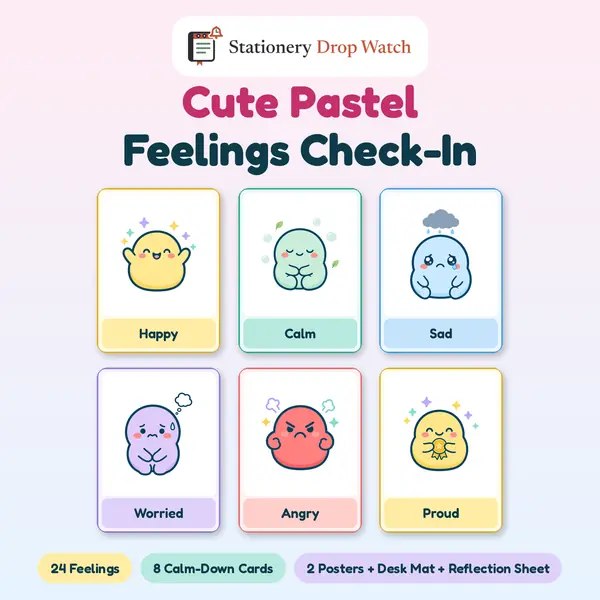 Stationery Drop Watch
Cute Pastel
Feelings Check-In
Happy
Calm
Sad
Worried
Angry
Proud
24 Feelings
8 Calm-Down Cards
2 Posters + Desk Mat + Reflection Sheet